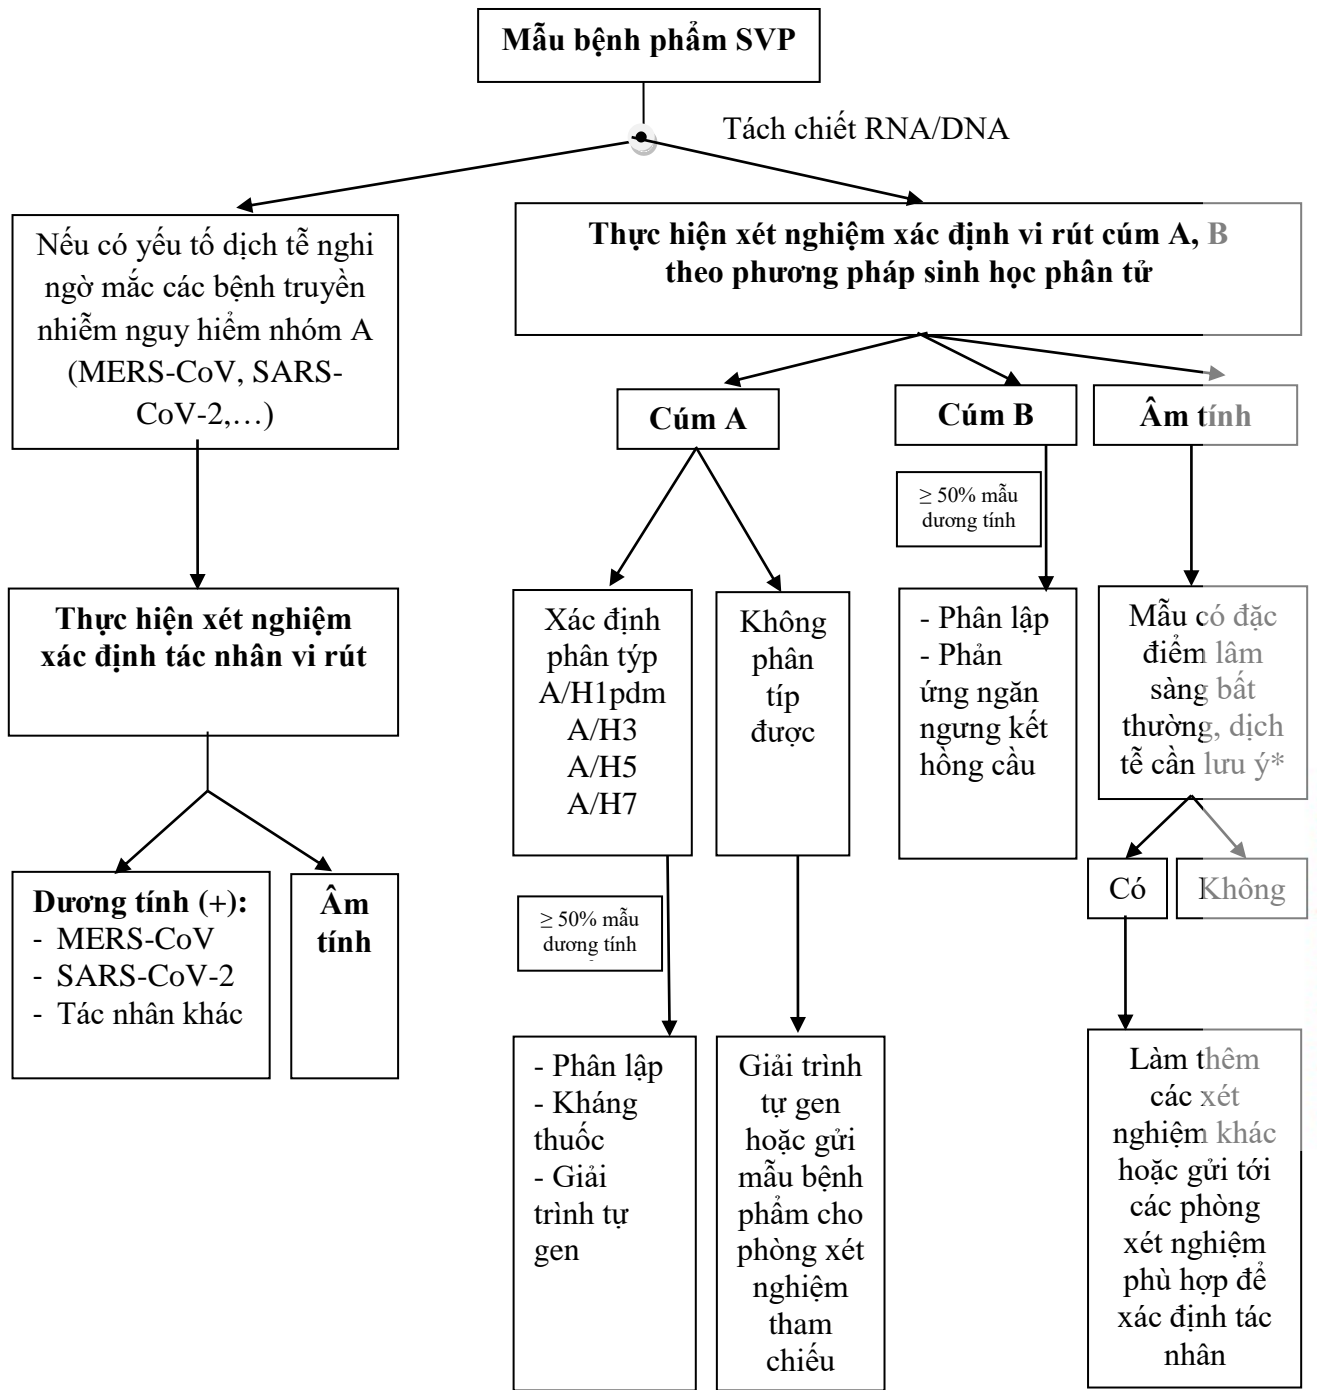 Mẫu bệnh phẩm SVP
Tách chiết RNA/DNA
Nếu có yếu tố dịch tễ nghi
ngờ mắc các bệnh truyền
nhiễm nguy hiểm nhóm A
(MERS-CoV, SARS-
CoV-2,…)
Thực hiện xét nghiệm xác định vi rút cúm A, B
theo phương pháp sinh học phân tử
Cúm A
Cúm B
Âm tính
≥ 50% mẫu
dương tính
Thực hiện xét nghiệm
xác định tác nhân vi rút
Xác định
phân týp
A/H1pdm
A/H3
A/H5
A/H7
Không
phân
típ
được
- Phân lập
- Phản
ứng ngăn
ngưng kết
hồng cầu
Mẫu có đặc
điểm lâm
sàng bất
thường, dịch
tễ cần lưu ý*
Có
Không
Dương tính (+):
- MERS-CoV
- SARS-CoV-2
- Tác nhân khác
Âm
tính
≥ 50% mẫu
dương tính
- Phân lập
- Kháng
thuốc
- Giải
trình tự
gen
Giải trình
tự gen
hoặc gửi
mẫu bệnh
phẩm cho
phòng xét
nghiệm
tham
chiếu
Làm thêm
các xét
nghiệm khác
hoặc gửi tới
các phòng
xét nghiệm
phù hợp để
xác định tác
nhân